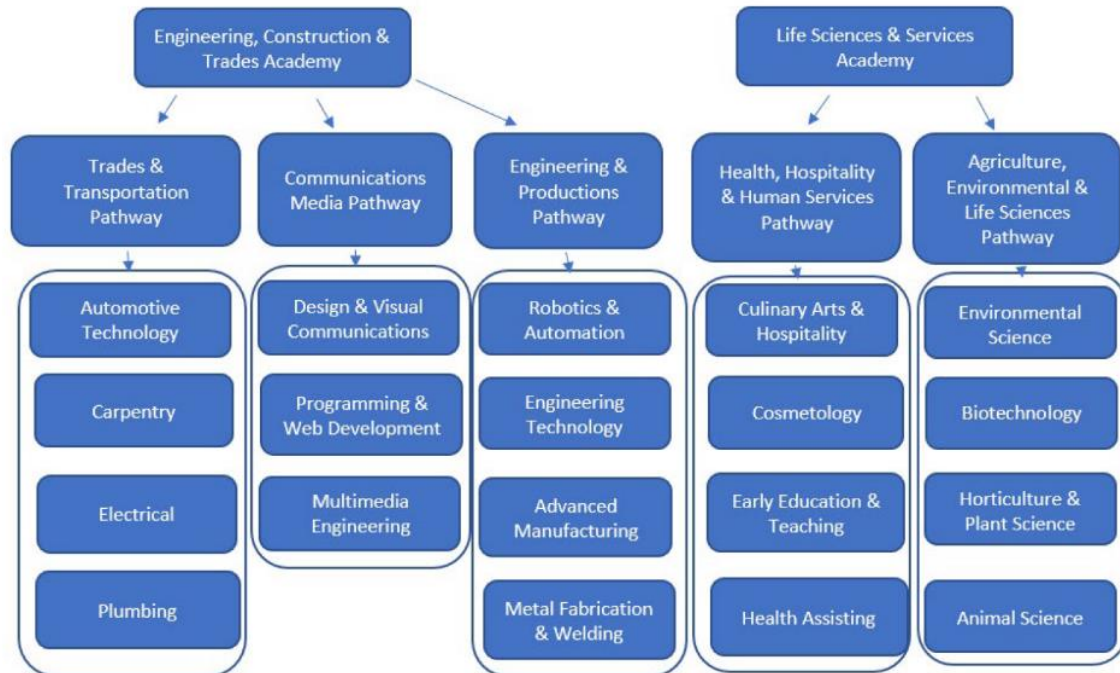 Engineering, Construction &
Trades Academy
Life Sciences & Services
Academy
Trades &
Transportation
Pathway
Communications
Media Pathway
Engineering &
Productions
Pathway
Health, Hospitality
& Human Services
Pathway
Agriculture,
Environmental &
Life Sciences
Pathway
Automotive
Technology
Carpentry
Electrical
Plumbing
Design & Visual
Communications
Programming &
Web Development
Multimedia
Engineering
Robotics &
Automation
Engineering
Technology
Advanced
Manufacturing
Metal Fabrication
& Welding
Culinary Arts &
Hospitality
Cosmetology
Early Education &
Teaching
Health Assisting
Environmental
Science
Biotechnology
Horticulture &
Plant Science
Animal Science